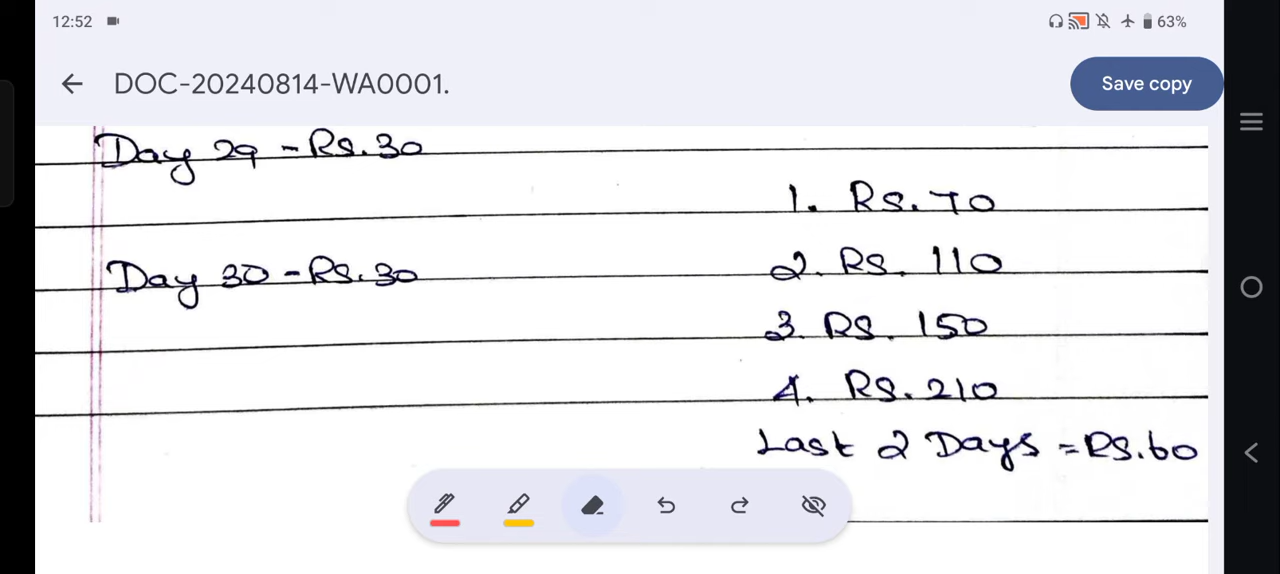 12:52
63%
DOC-20240814-WA0001.
Save copy
Day 29 - Rs.30
1. Rs. 70
Day 30 - Rs.30
2. Rs. 110
3. Rs. 150
4. Rs. 210
Last 2 Days = Rs.60